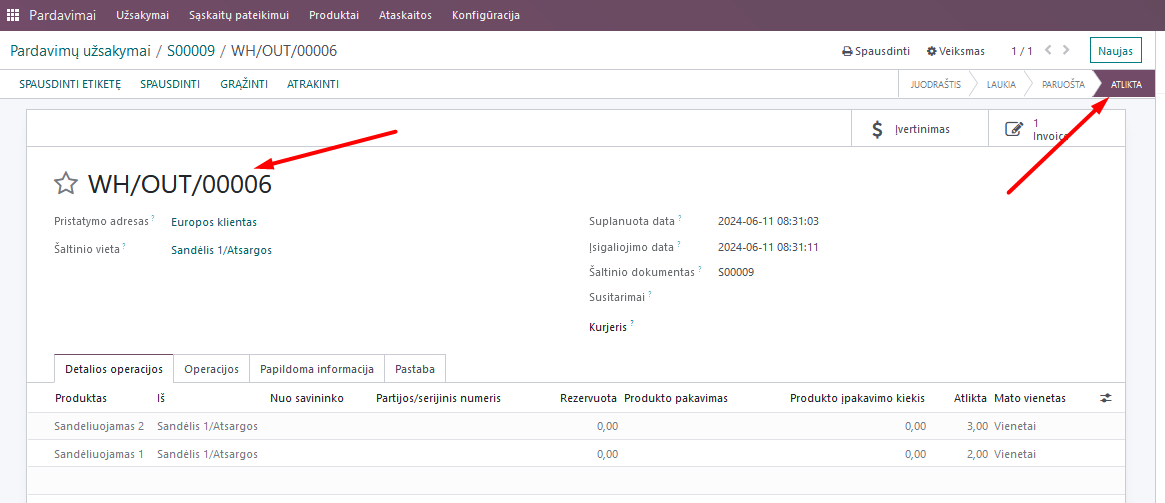 Pardavimai Užsakymai Sąskaitų pateikimui Produktai Ataskaitos Konfigūracija
Pardavimų užsakymai / S00009 / WH/OUT/00006 Spausdinti Veiksmas 1 / 1 Naujas
SPAUSDINTI ETIKETĘ SPAUSDINTI GRĄŽINTI ATRAKINTI JUODRAŠTIS LAUKIA PARUOŠTA ATLIKTA
$ Įvertinimas 1 Invoice
WH/OUT/00006
Pristatymo adresas ? Europos klientas Suplanuota data ? 2024-06-11 08:31:03
Šaltinio vieta ? Sandėlis 1/Atsargos Įsigaliojimo data ? 2024-06-11 08:31:11
Šaltinio dokumentas ? S00009
Susitarimai ?
Kurjeris ?
Detalios operacijos Operacijos Papildoma informacija Pastaba
Produktas Iš Nuo savininko Partijos/serijinis numeris Rezervuota Produkto pakavimas Produkto įpakavimo kiekis Atlikta Mato vienetas
Sandeliuojamas 2 Sandėlis 1/Atsargos 0,00 0,00 3,00 Vienetai
Sandeliuojamas 1 Sandėlis 1/Atsargos 0,00 0,00 2,00 Vienetai